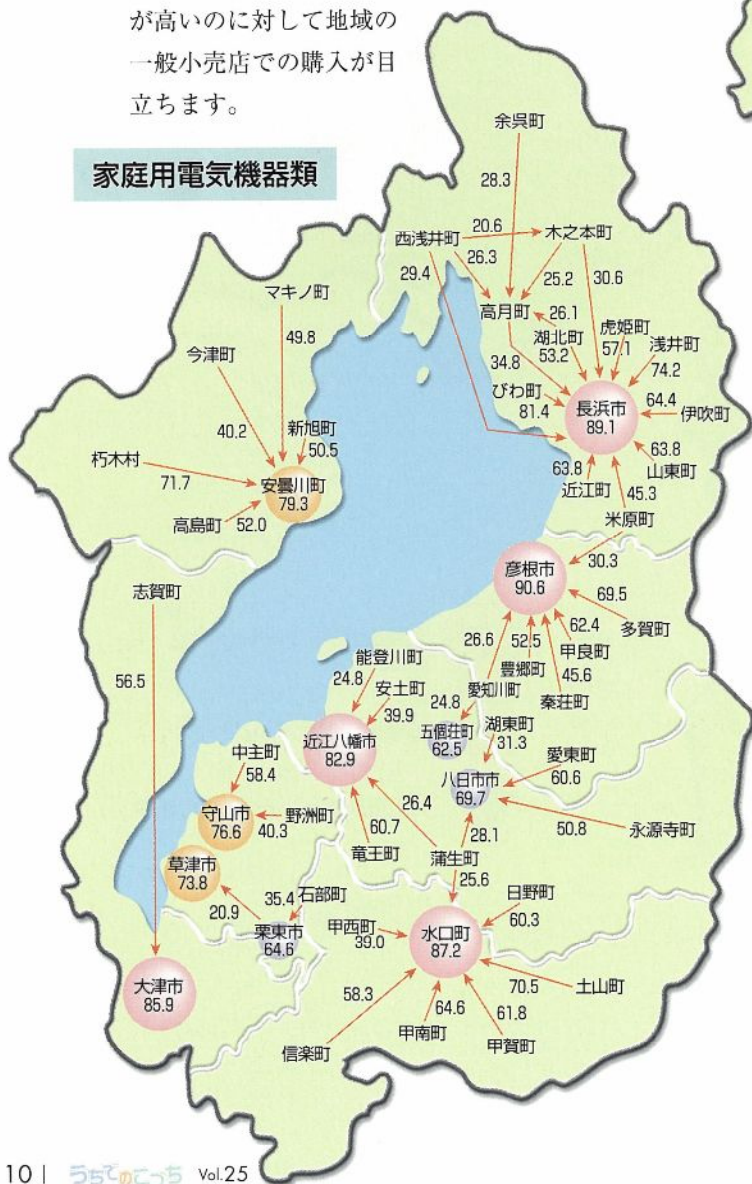 が高いのに対して地域の
一般小売店での購入が目
立ちます。
家庭用電気機器類
余呉町
28.3
西浅井町
20.6
木之本町
26.3
29.4
25.2
30.6
高月町
26.1
湖北町
53.2
虎姫町
57.1
浅井町
74.2
34.8
びわ町
81.4
長浜市
89.1
64.4
伊吹町
63.8
山東町
63.8
近江町
45.3
米原町
マキノ町
49.8
今津町
40.2
新旭町
50.5
朽木村
71.7
安曇川町
79.3
高島町
52.0
志賀町
56.5
彦根市
90.6
30.3
69.5
多賀町
62.4
甲良町
26.6
52.5
豊郷町
45.6
秦荘町
愛知川町
24.8
五個荘町
62.5
湖東町
31.3
能登川町
24.8
安土町
39.9
近江八幡市
82.9
八日市市
69.7
愛東町
60.6
50.8
永源寺町
中主町
58.4
守山市
76.6
野洲町
40.3
60.7
竜王町
26.4
28.1
蒲生町
25.6
草津市
73.8
20.9
35.4
石部町
栗東市
64.6
甲西町
39.0
水口町
87.2
日野町
60.3
70.5
土山町
58.3
信楽町
64.6
甲南町
61.8
甲賀町
大津市
85.9
10 | うちでのこづち Vol.25